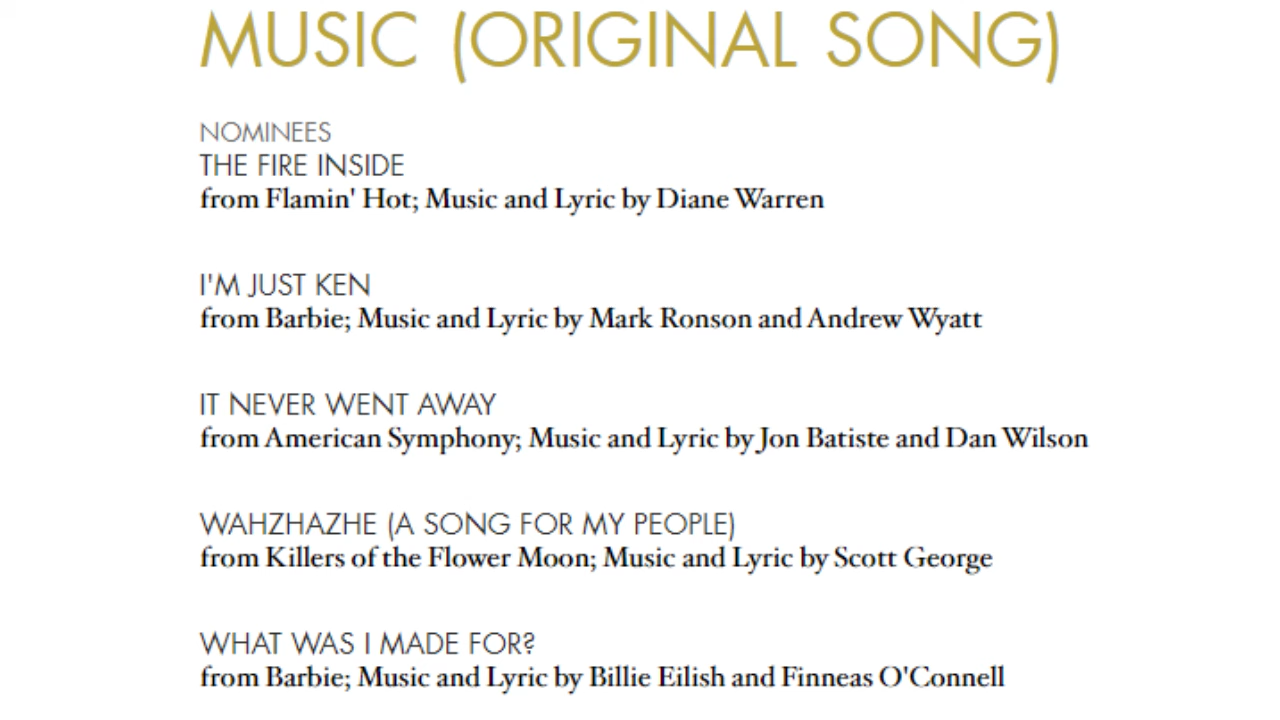 MUSIC (ORIGINAL SONG)
NOMINEES
THE FIRE INSIDE
from Flamin' Hot; Music and Lyric by Diane Warren
I'M JUST KEN
from Barbie; Music and Lyric by Mark Ronson and Andrew Wyatt
IT NEVER WENT AWAY
from American Symphony; Music and Lyric by Jon Batiste and Dan Wilson
WAHZHAZHE (A SONG FOR MY PEOPLE)
from Killers of the Flower Moon; Music and Lyric by Scott George
WHAT WAS I MADE FOR?
from Barbie; Music and Lyric by Billie Eilish and Finneas O'Connell